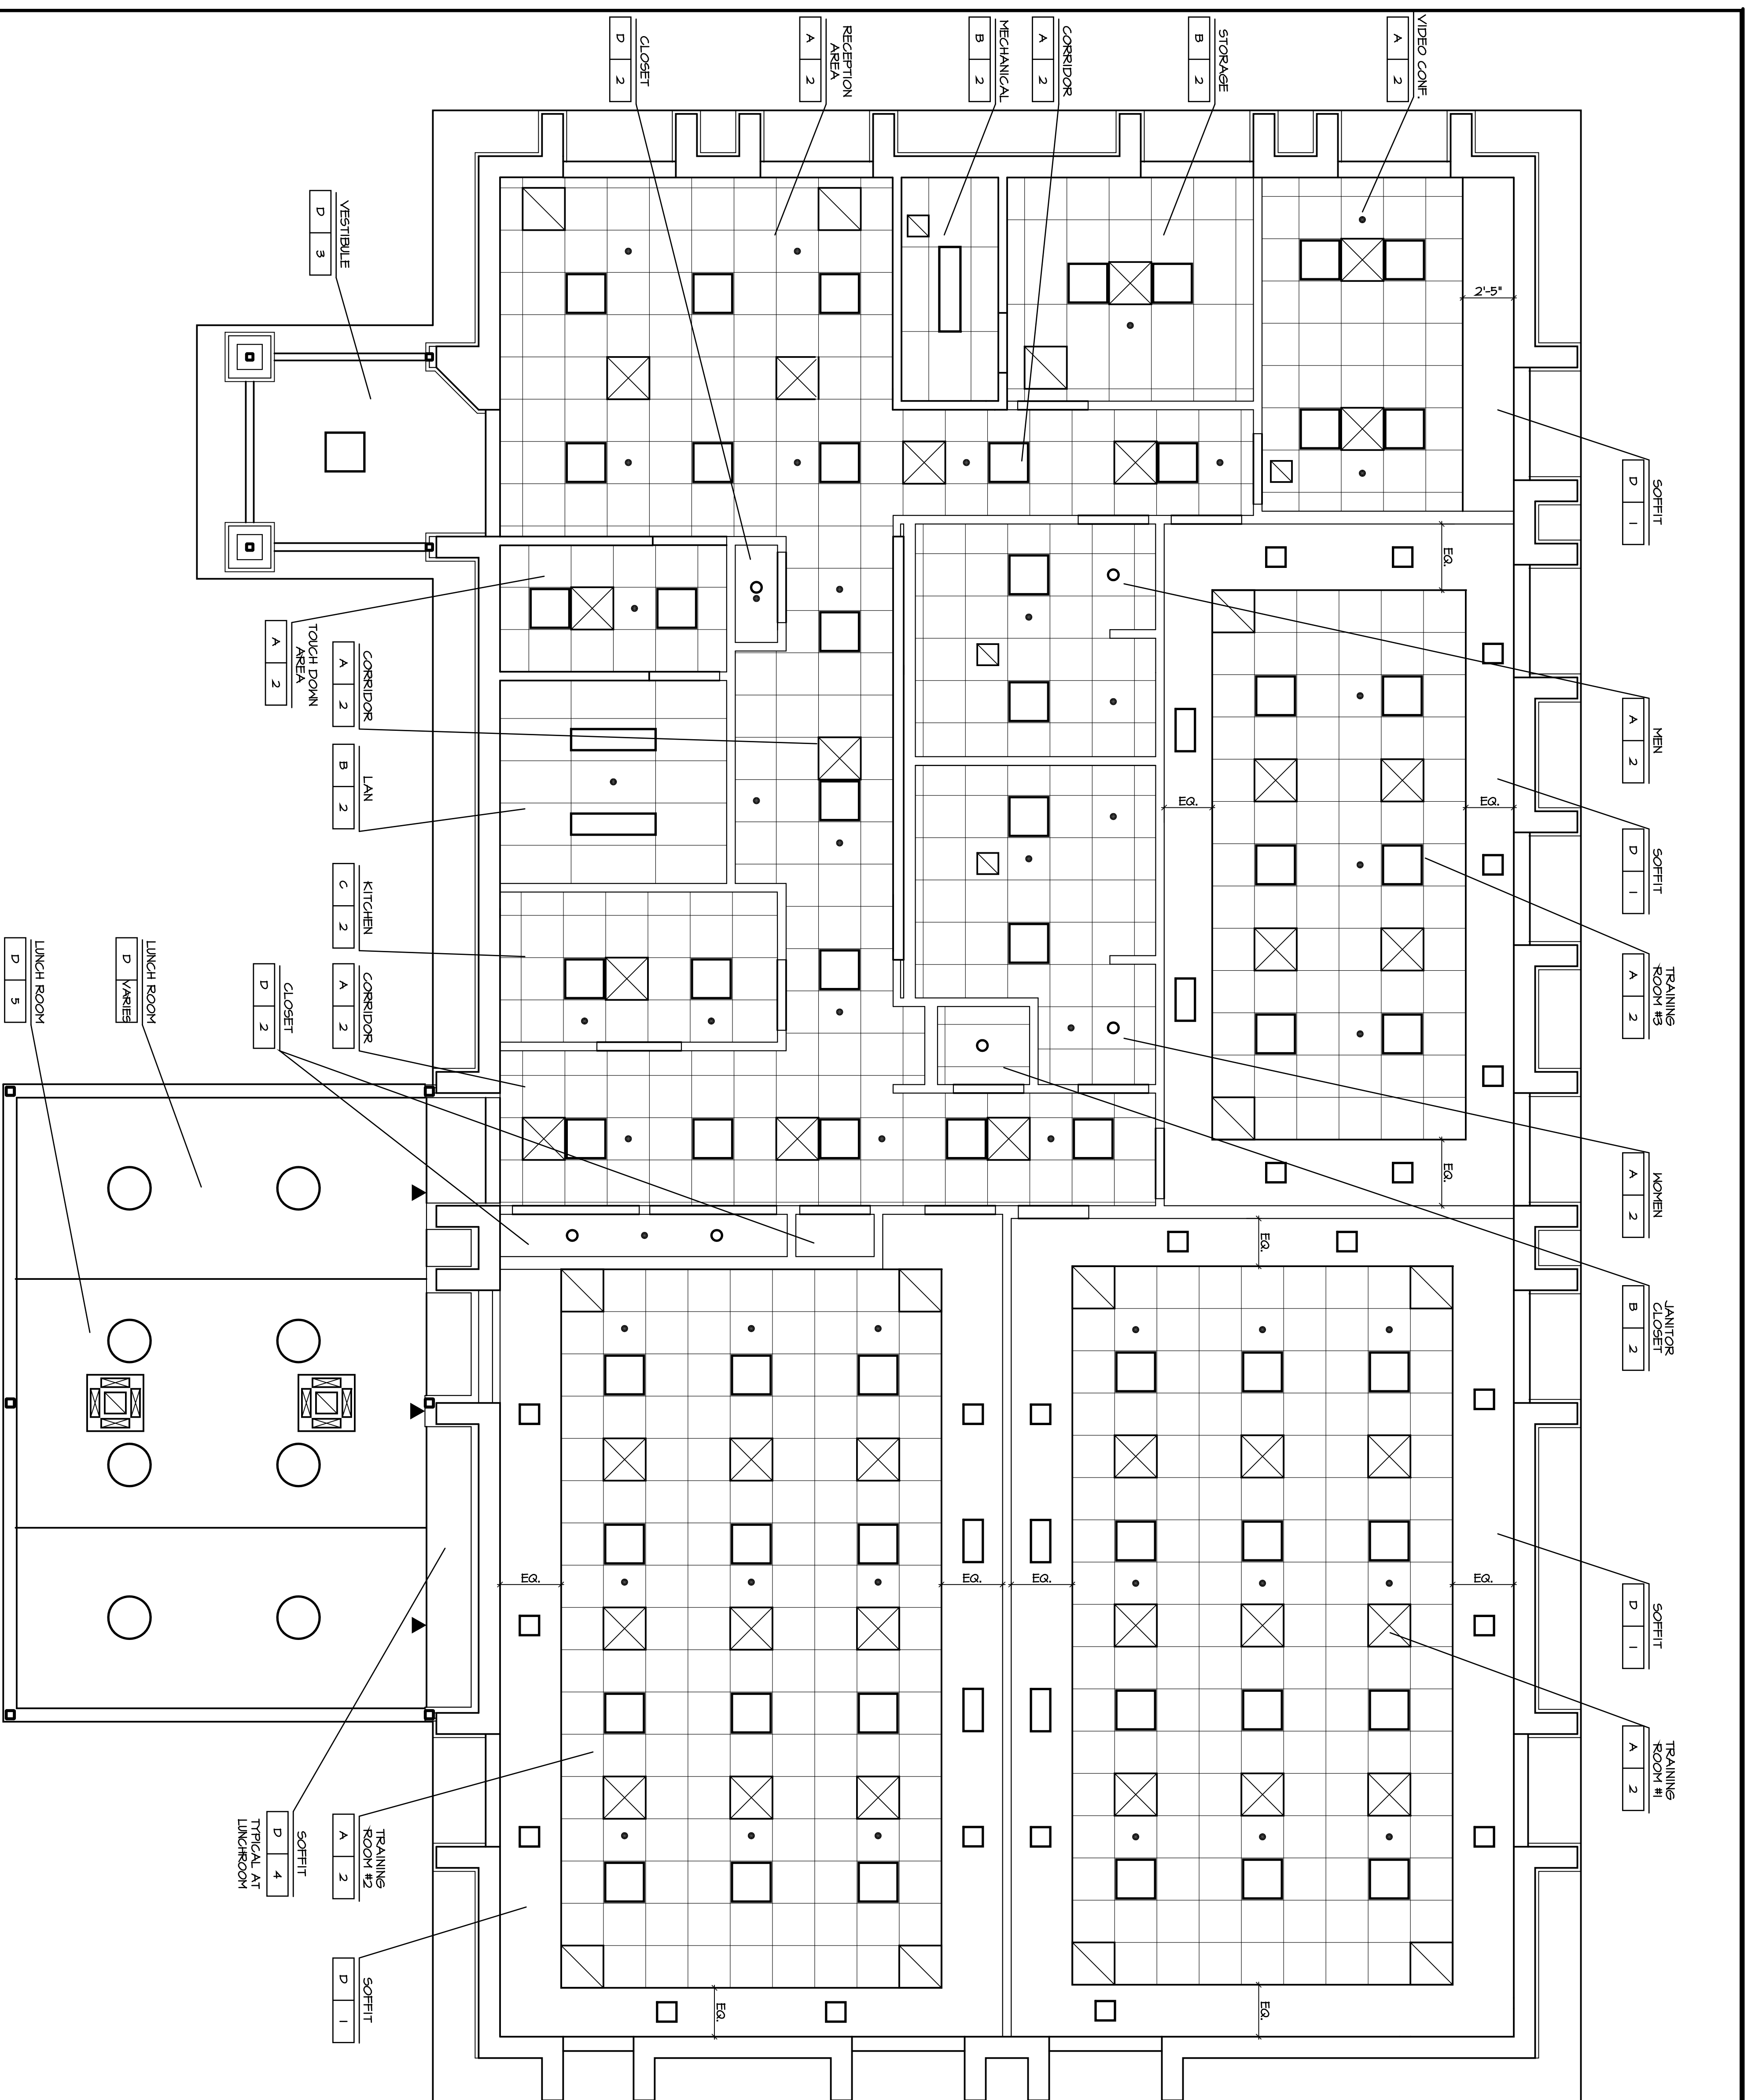 SOFFIT
D 1
MEN
A 2
SOFFIT
D 1
TRAINING
ROOM #3
A 2
WOMEN
A 2
JANITOR
CLOSET
B 2
SOFFIT
D 1
TRAINING
ROOM #1
A 2
VIDEO CONF.
A 2
2'-5"
EQ.
EQ.
EQ.
EQ.
EQ.
EQ.
EQ.
EQ.
STORAGE
B 2
CORRIDOR
A 2
MECHANICAL
B 2
EQ.
EQ.
EQ.
RECEPTION
AREA
A 2
CLOSET
D 2
VESTIBULE
D 3
TOUCH DOWN
AREA
A 2
CORRIDOR
A 2
LAN
B 2
KITCHEN
C 2
CORRIDOR
A 2
CLOSET
D 2
LUNCH ROOM
D VARIES
LUNCH ROOM
D 5
TRAINING
ROOM #2
A 2
SOFFIT
D 1
SOFFIT
D 4
TYPICAL AT
LUNCHROOM